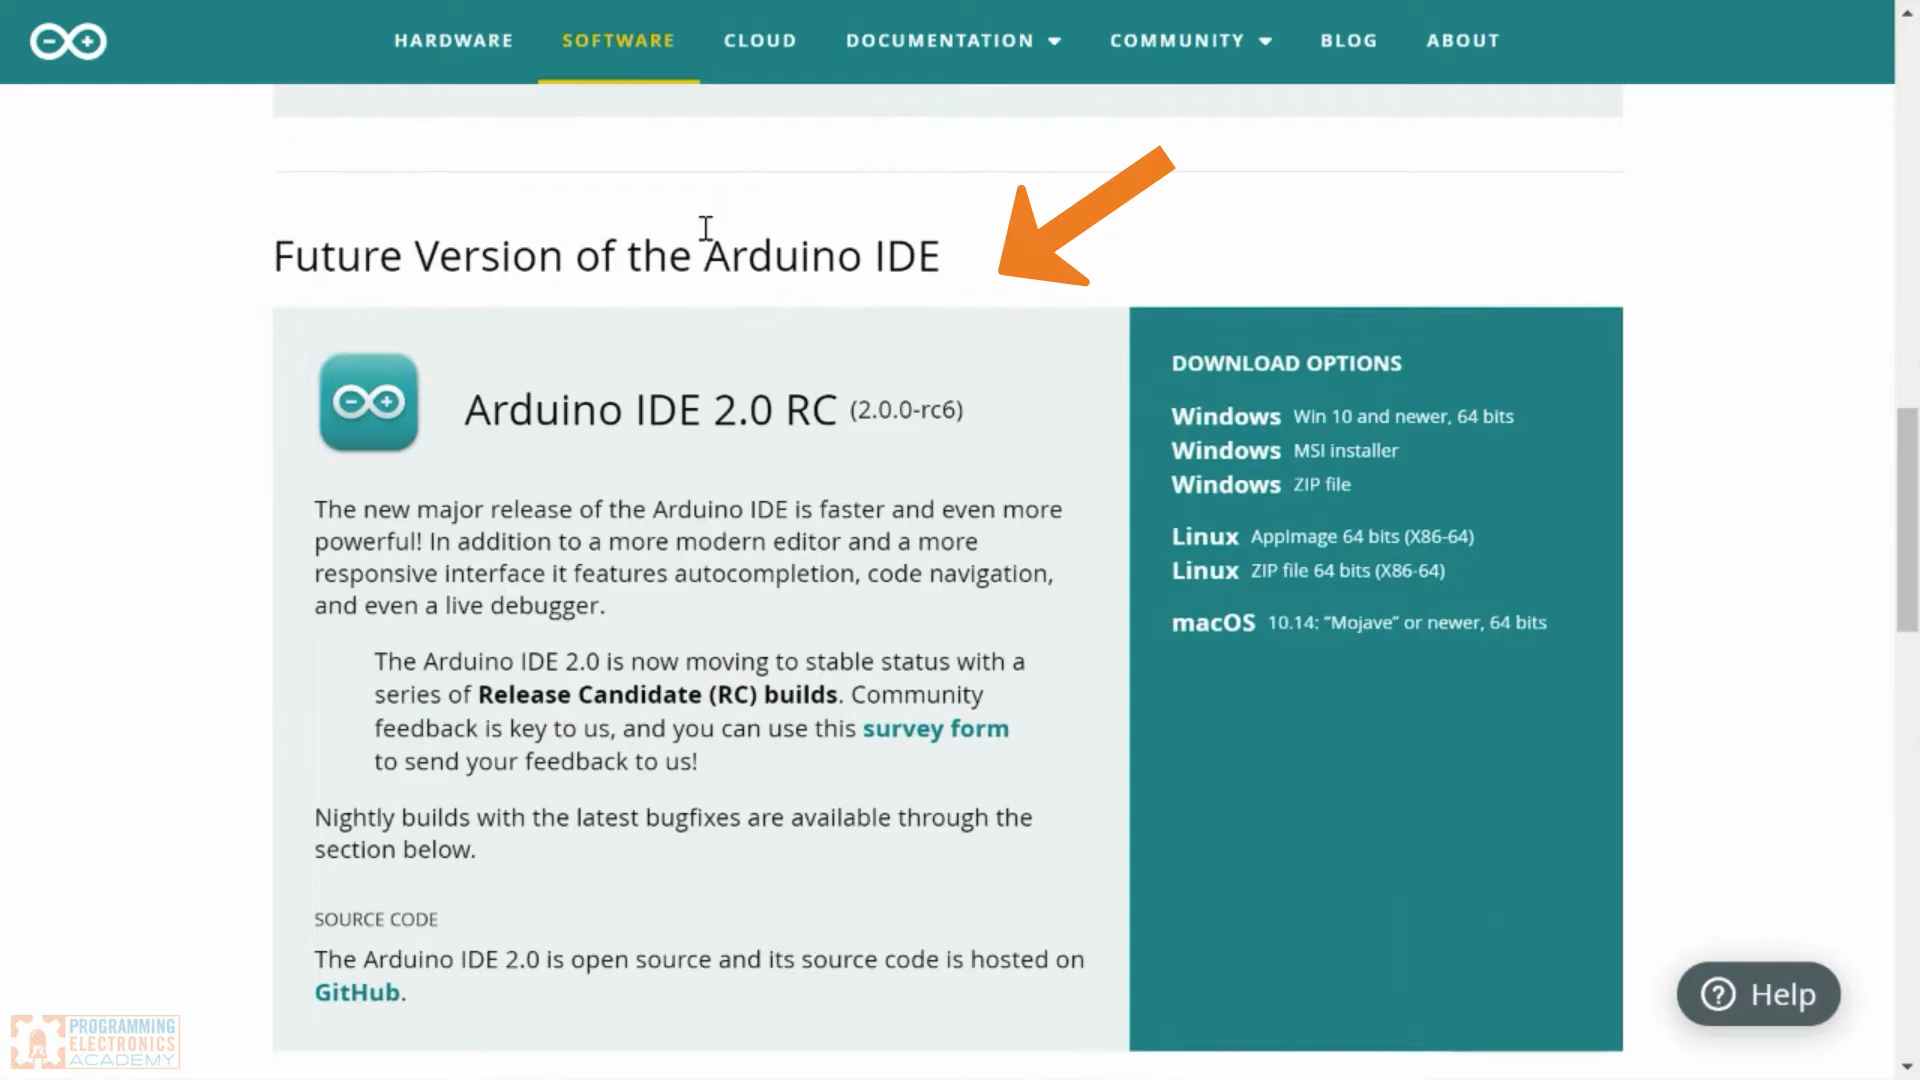 HARDWARE SOFTWARE CLOUD DOCUMENTATION COMMUNITY BLOG ABOUT
Future Version of the Arduino IDE
Arduino IDE 2.0 RC (2.0.0-rc6)
The new major release of the Arduino IDE is faster and even more
powerful! In addition to a more modern editor and a more
responsive interface it features autocompletion, code navigation,
and even a live debugger.
The Arduino IDE 2.0 is now moving to stable status with a
series of Release Candidate (RC) builds. Community
feedback is key to us, and you can use this survey form
to send your feedback to us!
Nightly builds with the latest bugfixes are available through the
section below.
SOURCE CODE
The Arduino IDE 2.0 is open source and its source code is hosted on
GitHub.
DOWNLOAD OPTIONS
Windows Win 10 and newer, 64 bits
Windows MSI installer
Windows ZIP file
Linux AppImage 64 bits (X86-64)
Linux ZIP file 64 bits (X86-64)
macOS 10.14: “Mojave” or newer, 64 bits
Help
PROGRAMMING
ELECTRONICS
ACADEMY